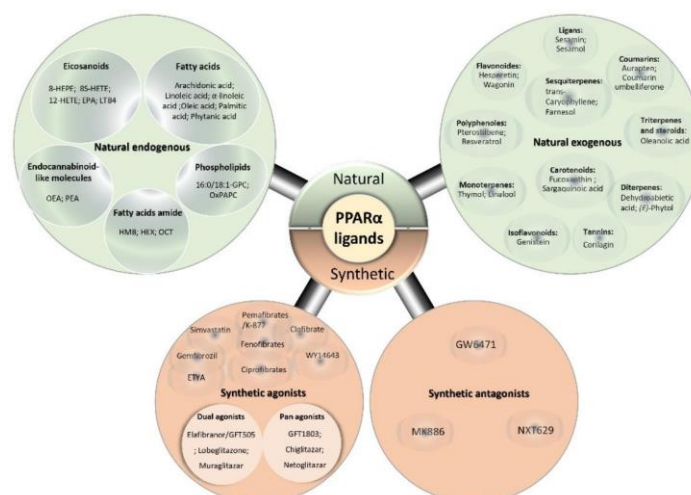 Eicosanoids
8-HEPE; 8S-HETF;
12-HETE; EPA; LTB4
Fatty acids
Arachidonic acid;
Linoleic acid; α-linoleic
acid ;Oleic acid; Palmitic
acid; Phytanic acid
Natural endogenous
Endocannabinoid-
like molecules
OEA; PEA
Phospholipids
16:0/18:1-GPC;
OxPAPC
Fatty acids amide
HMB; HEX; OCT
Ligans:
Sesamin;
Sesamol
Flavonoides:
Hesperetin;
Wagonin
Coumarins:
Aurapten;
Coumarin
umbelliferone
Sesquiterpenes:
trans-
Caryophyllene;
Farnesol
Polyphenoles:
Pterostilbene;
Resveratrol
Natural exogenous
Triterpenes
and steroids:
Oleanolic acid
Carotenoids:
Fucoxanthin ;
Sargaquinoic acid
Monoterpenes:
Thymol; Linalool
Diterpenes:
Dehydroabietic
acid; (E)-Phytol
Isoflavonoids:
Genistein
Tannins:
Corilagin
Natural
PPARα
ligands
Synthetic
Simvastatin
Pemafibrates
/K-877
Clofibrate
Fenofibrates
Gemfibrozil
WY14643
ETYA
Ciprofibrates
Synthetic agonists
Dual agonists
Elafibranor/GFT505
; Lobeglitazone;
Muraglitazar
Pan agonists
GFT1803;
Chiglitazar;
Netoglitazar
GW6471
Synthetic antagonists
MK886
NXT629